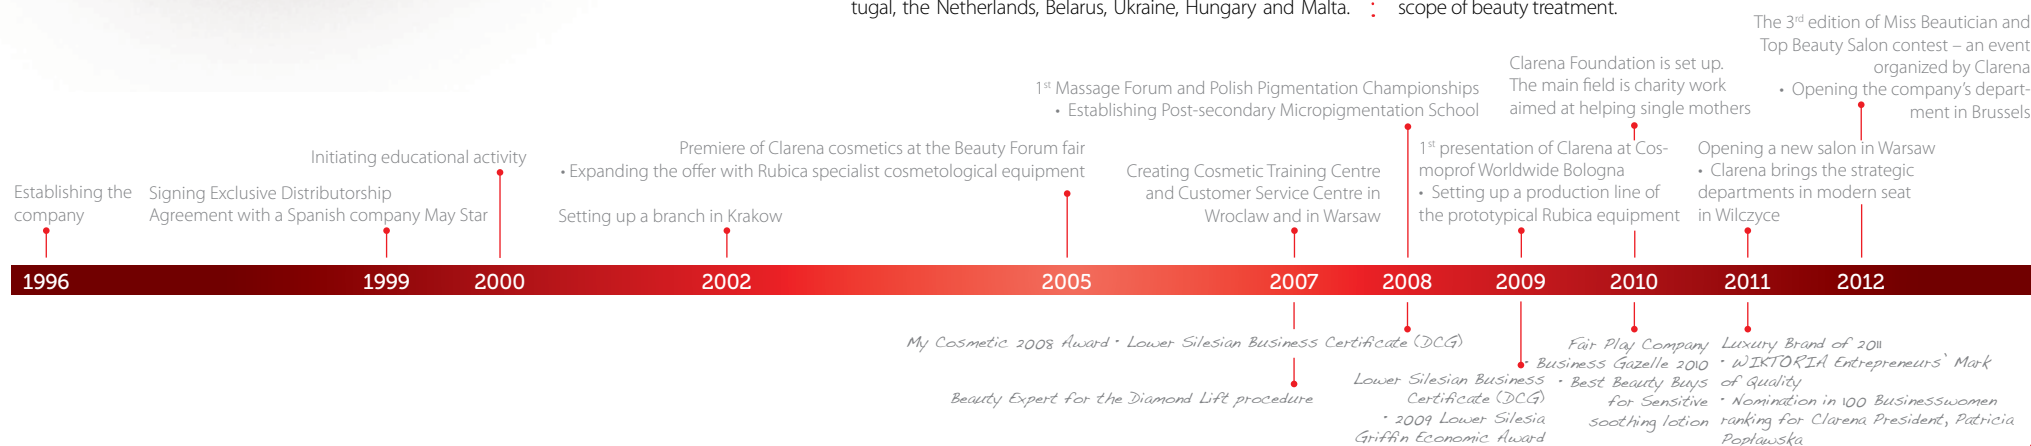 tugal, the Netherlands, Belarus, Ukraine, Hungary and Malta.
scope of beauty treatment.
Establishing the
company
Signing Exclusive Distributorship
Agreement with a Spanish company May Star
Initiating educational activity
Setting up a branch in Krakow
Premiere of Clarena cosmetics at the Beauty Forum fair
• Expanding the offer with Rubica specialist cosmetological equipment
Creating Cosmetic Training Centre
and Customer Service Centre in
Wroclaw and in Warsaw
1st Massage Forum and Polish Pigmentation Championships
• Establishing Post-secondary Micropigmentation School
1st presentation of Clarena at Cos-
moprof Worldwide Bologna
• Setting up a production line of
the prototypical Rubica equipment
Clarena Foundation is set up.
The main field is charity work
aimed at helping single mothers
Opening a new salon in Warsaw
• Clarena brings the strategic
departments in modern seat
in Wilczyce
The 3rd edition of Miss Beautician and
Top Beauty Salon contest – an event
organized by Clarena
• Opening the company's depart-
ment in Brussels
1996 1999 2000 2002 2005 2007 2008 2009 2010 2011 2012
My Cosmetic 2008 Award • Lower Silesian Business Certificate (DCG)
Beauty Expert for the Diamond Lift procedure
Lower Silesian Business
Certificate (DCG)
• 2009 Lower Silesia
Griffin Economic Award
Fair Play Company
• Business Gazelle 2010
• Best Beauty Buys
for Sensitive
soothing lotion
Luxury Brand of 2011
• WIKTORIA Entrepreneurs' Mark
of Quality
• Nomination in 100 Businesswomen
ranking for Clarena President, Patricia
Popławska